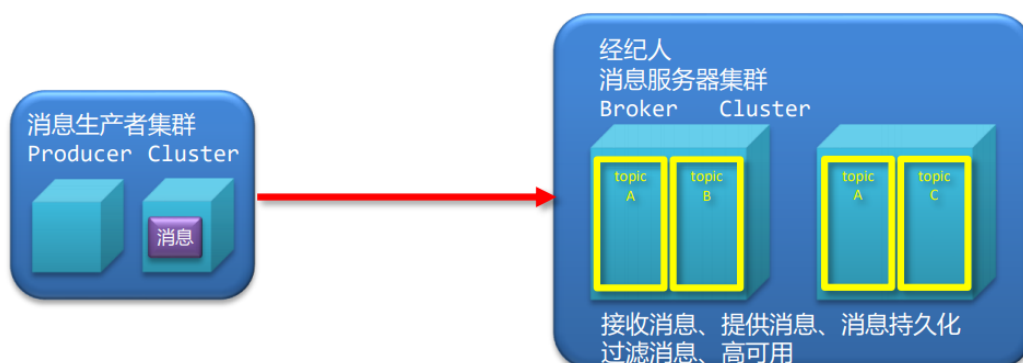 消息生产者集群
Producer Cluster
消息
经纪人
消息服务器集群
Broker Cluster
topic
A
topic
B
topic
A
topic
C
接收消息、提供消息、消息持久化
过滤消息、高可用